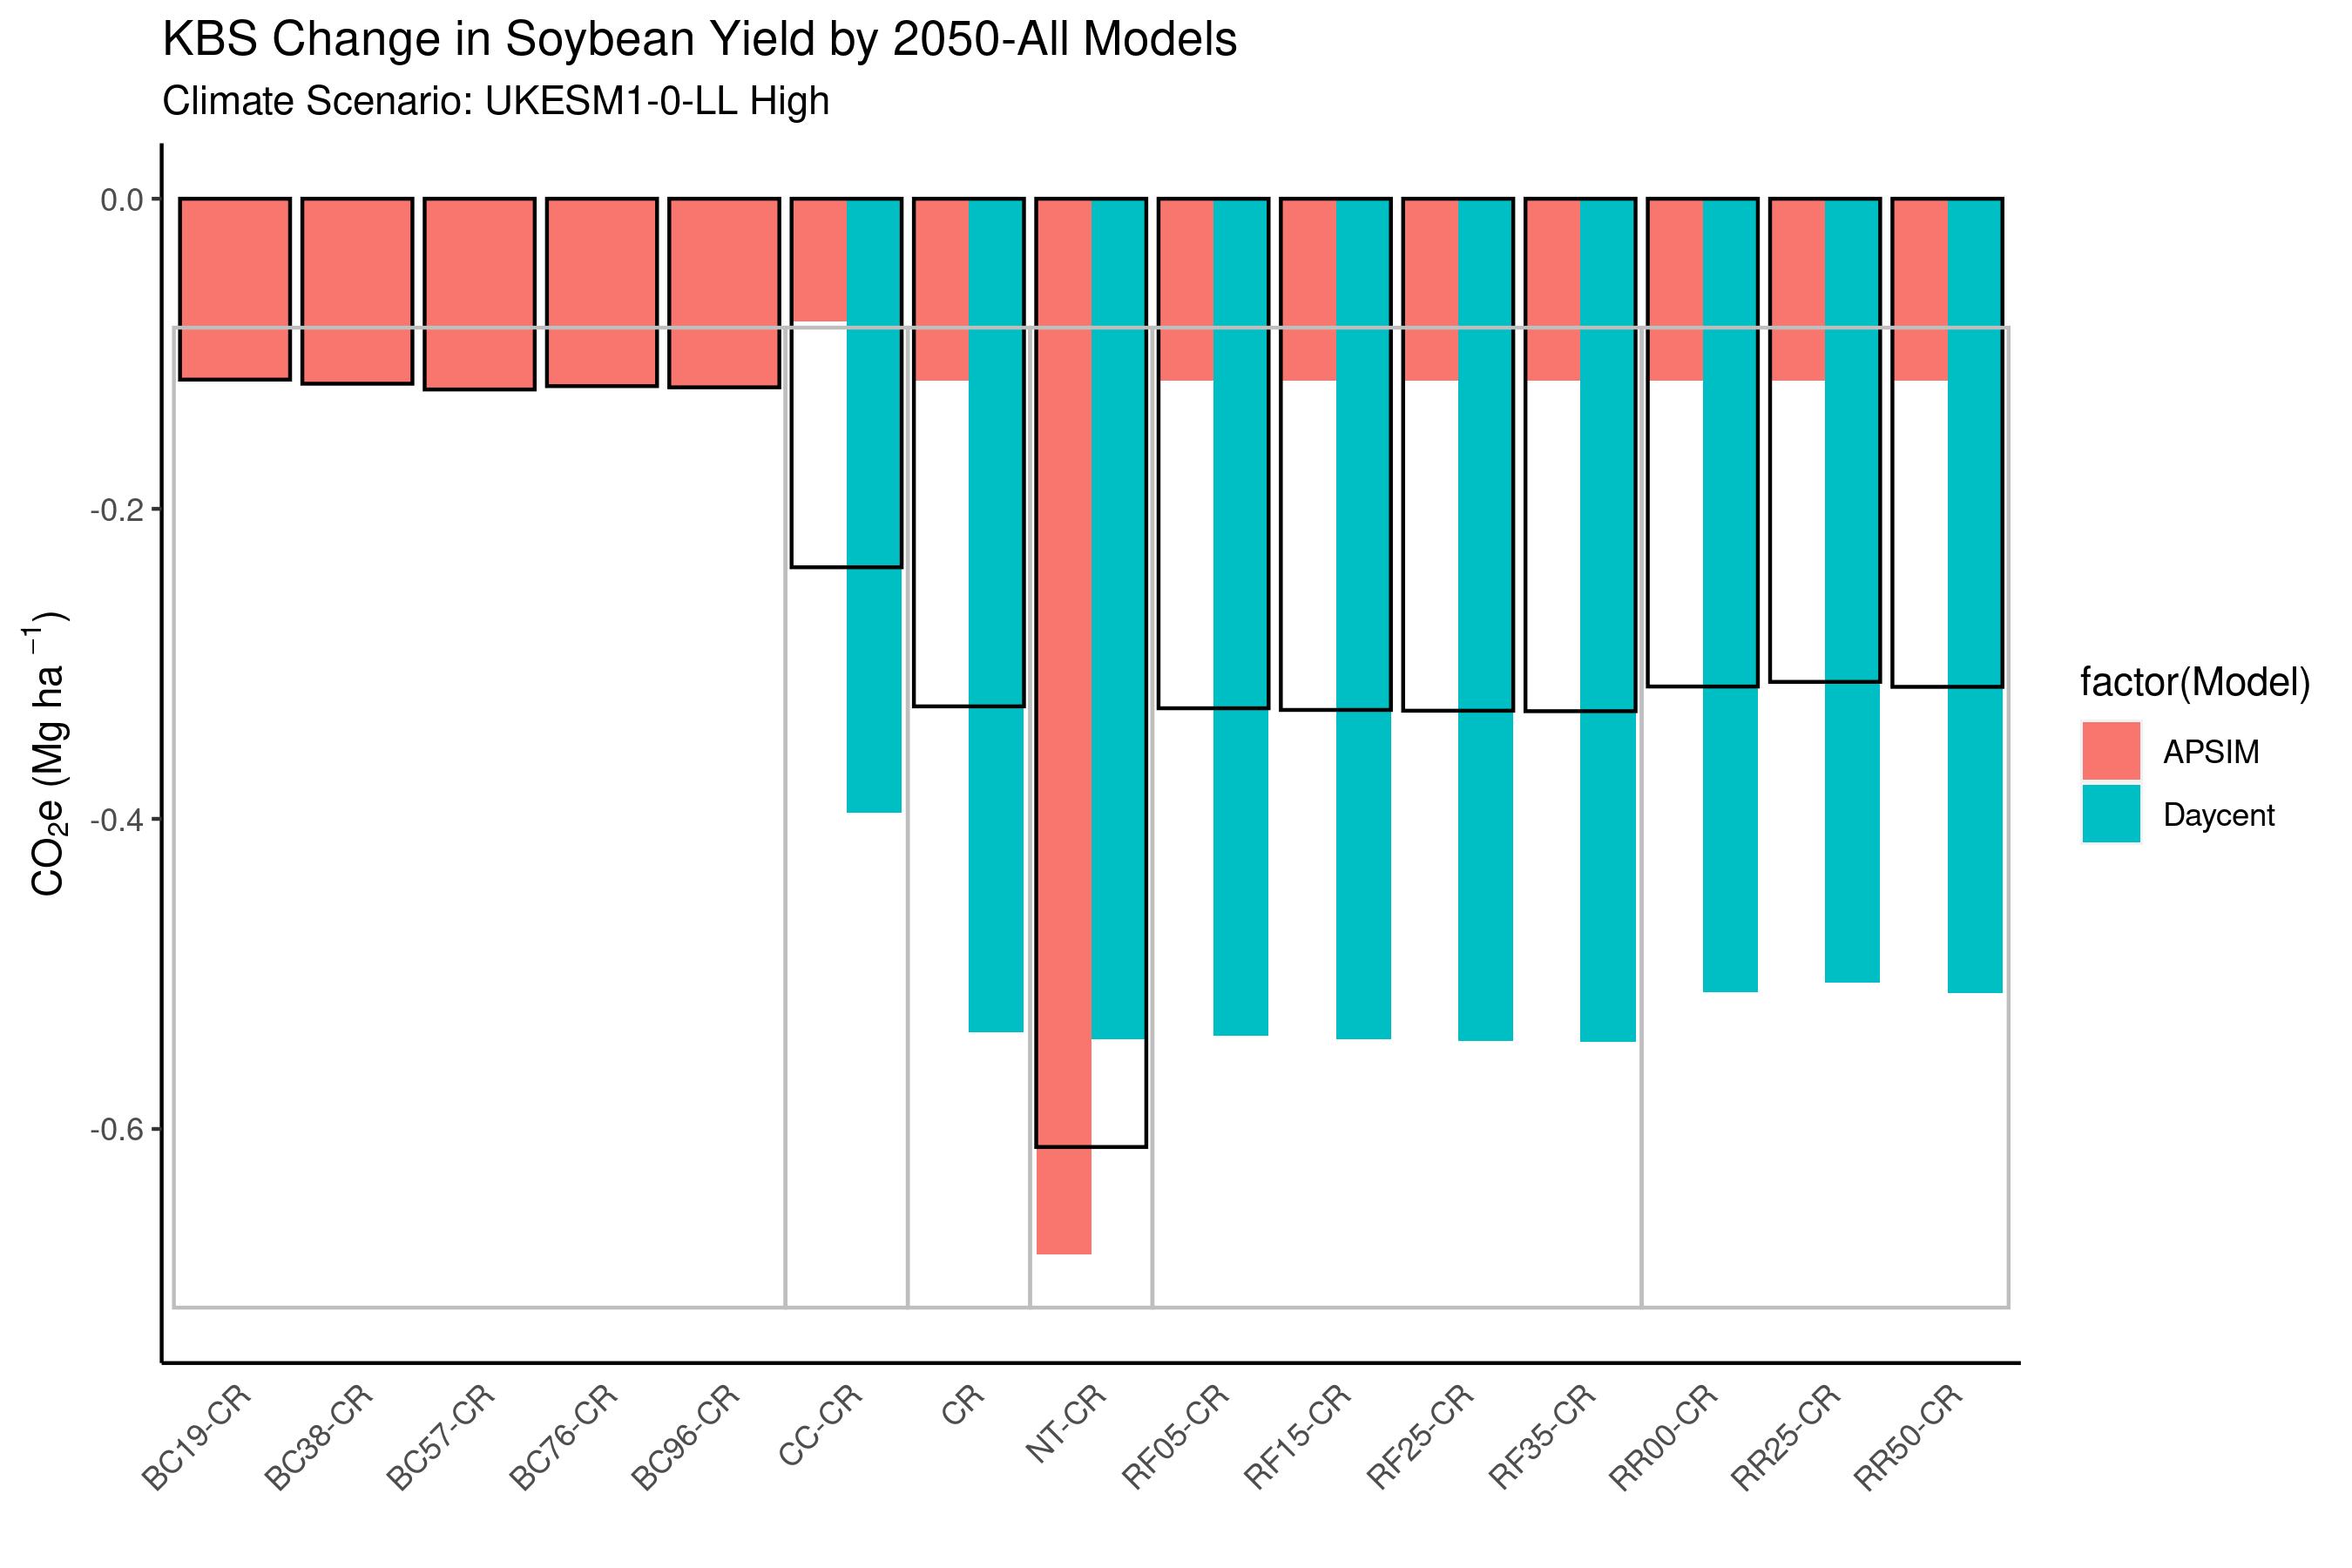 KBS Change in Soybean Yield by 2050-All Models
Climate Scenario: UKESM1-0-LL High
0.0
-0.2
-0.4
-0.6
CO₂e (Mg ha ⁻¹)
BC19-CR
BC38-CR
BC57-CR
BC76-CR
BC96-CR
CC-CR
CR
NT-CR
RF05-CR
RF15-CR
RF25-CR
RF35-CR
RR00-CR
RR25-CR
RR50-CR
factor(Model)
APSIM
Daycent